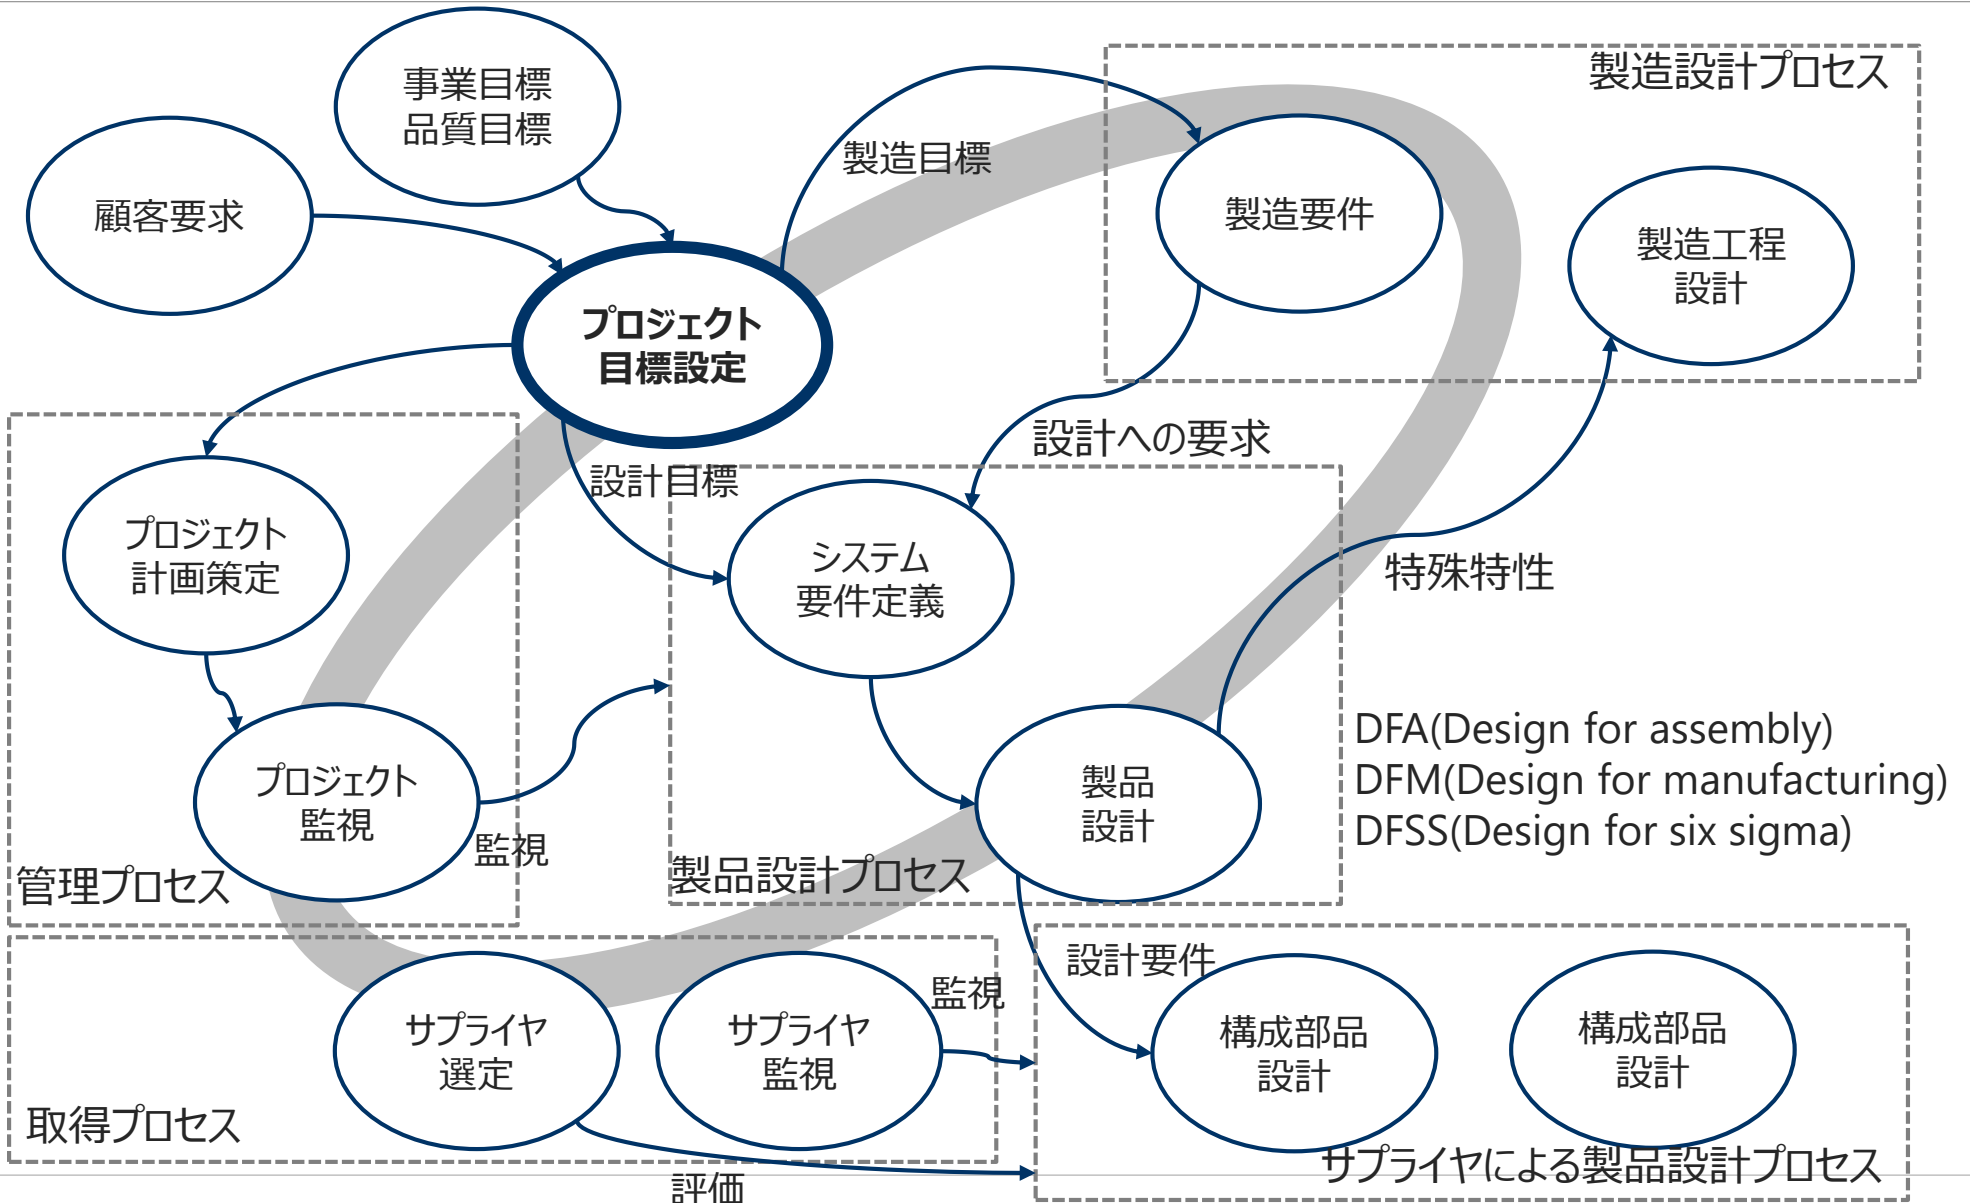 事業目標
品質目標
顧客要求
製造設計プロセス
製造目標
製造要件
製造工程
設計
プロジェクト
目標設定
設計への要求
設計目標
プロジェクト
計画策定
システム
要件定義
特殊特性
プロジェクト
監視
監視
管理プロセス
製品
設計
製品設計プロセス
DFA(Design for assembly)
DFM(Design for manufacturing)
DFSS(Design for six sigma)
設計要件
監視
サプライヤ
選定
サプライヤ
監視
構成部品
設計
構成部品
設計
取得プロセス
サプライヤによる製品設計プロセス
評価